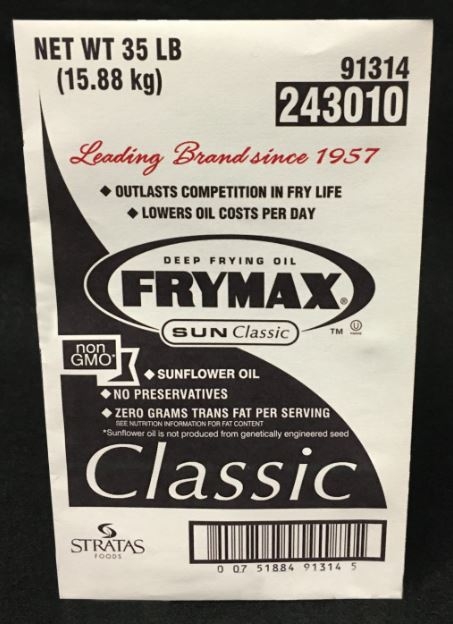 NET WT 35 LB
(15.88 kg)
91314
243010
Leading Brand since 1957
◆ OUTLASTS COMPETITION IN FRY LIFE
◆ LOWERS OIL COSTS PER DAY
DEEP FRYING OIL
FRYMAX®
SUN Classic
TM U
non
GMO*
◆ SUNFLOWER OIL
◆ NO PRESERVATIVES
◆ ZERO GRAMS TRANS FAT PER SERVING
SEE NUTRITION INFORMATION FOR FAT CONTENT
*Sunflower oil is not produced from genetically engineered seed
Classic
STRATAS
FOODS
0 07 51884 91314 5